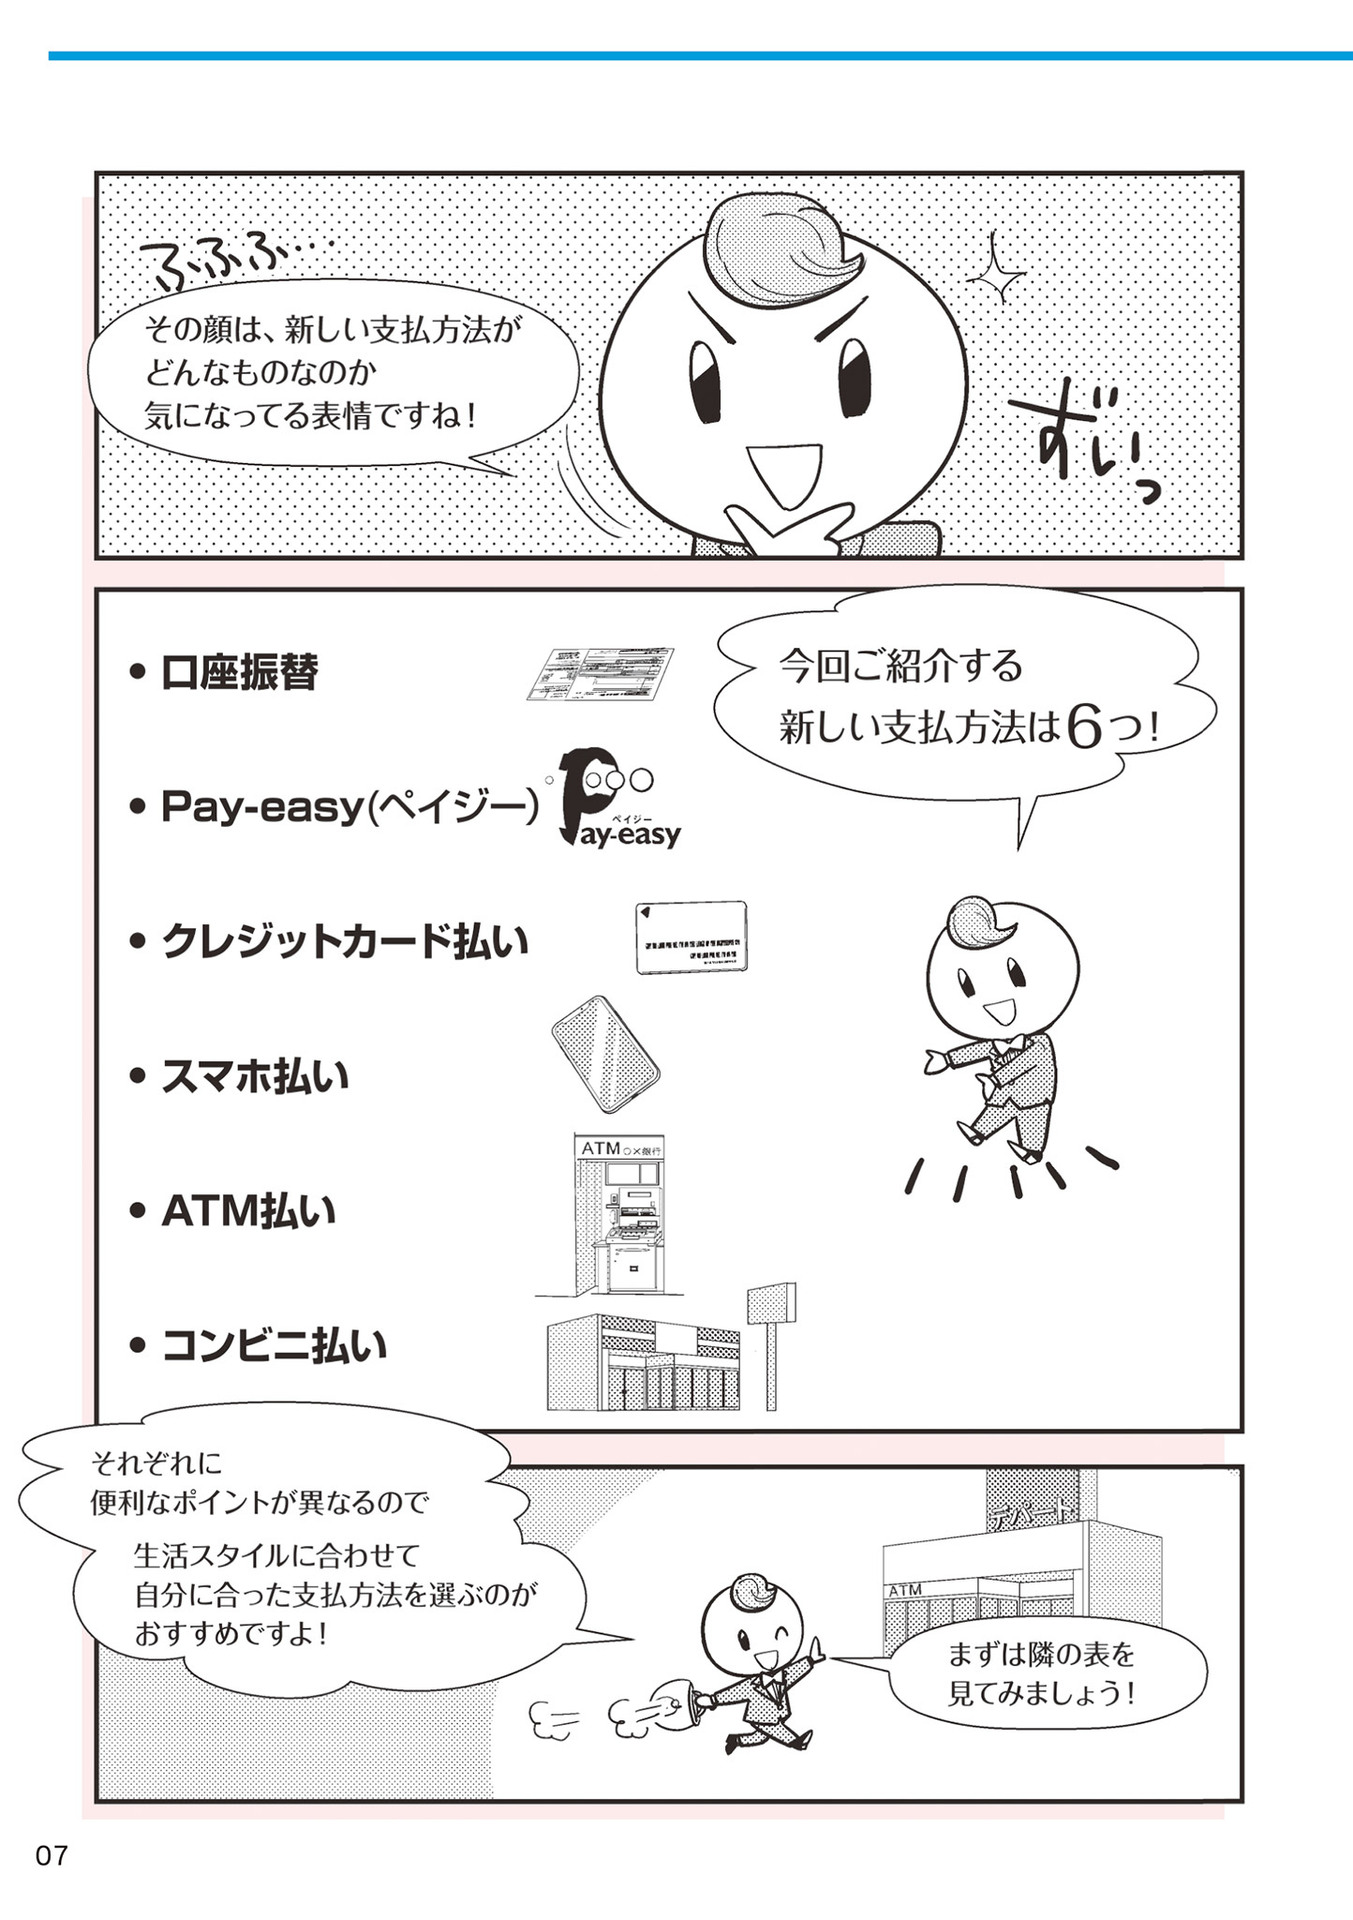 ふふふ…
その顔は、新しい支払方法が
どんなものなのか
気になってる表情ですね!
ずいっ
今回ご紹介する
新しい支払方法は6つ!
• 口座振替
• Pay-easy(ペイジー)
ペイジー
Pay-easy
• クレジットカード払い
• スマホ払い
ATM ○×銀行
• ATM払い
• コンビニ払い
それぞれに
便利なポイントが異なるので
生活スタイルに合わせて
自分に合った支払方法を選ぶのが
おすすめですよ!
デパート
ATM
まずは隣の表を
見てみましょう!
07